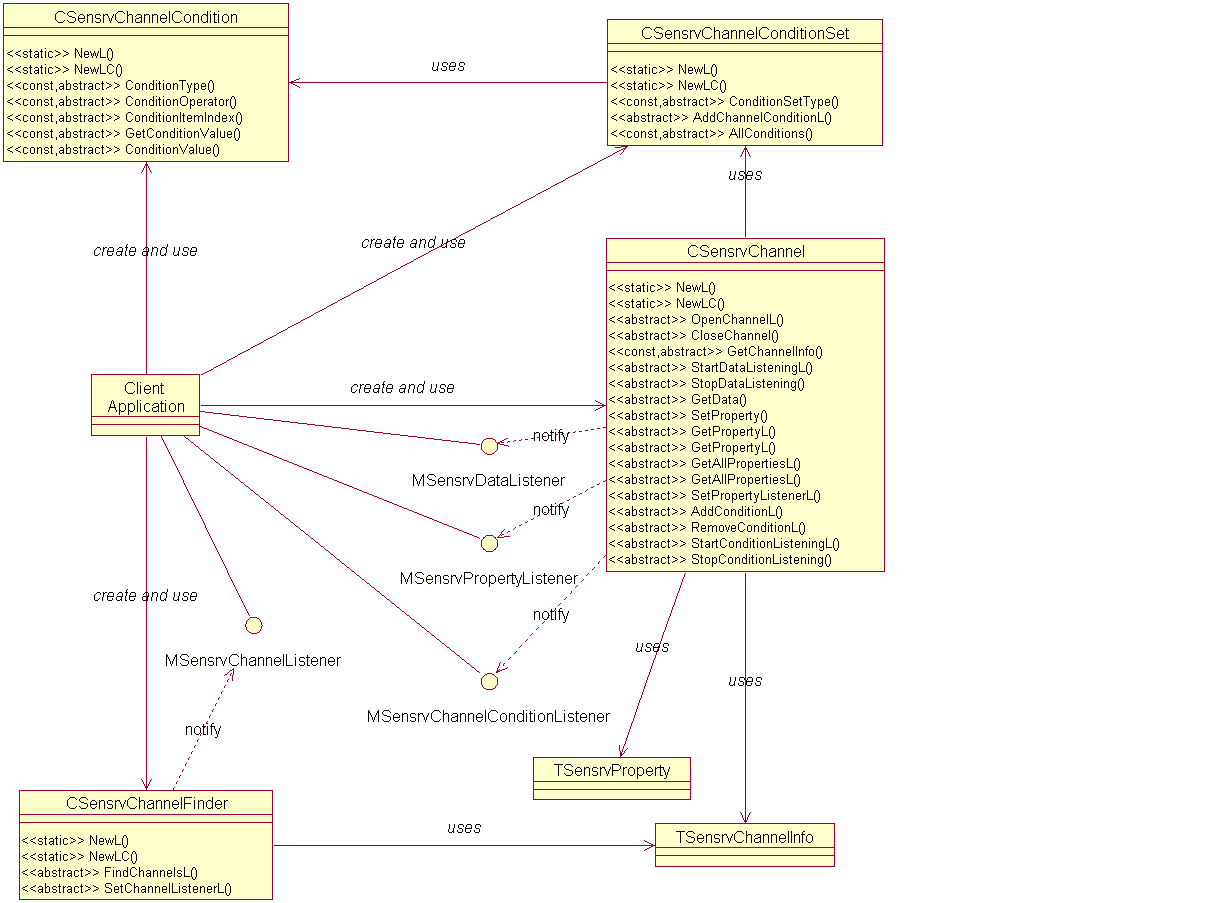 CSensrvChannelCondition
<<static>> NewL()
<<static>> NewLC()
<<const,abstract>> ConditionType()
<<const,abstract>> ConditionOperator()
<<const,abstract>> ConditionItemIndex()
<<const,abstract>> GetConditionValue()
<<const,abstract>> ConditionValue()
uses
CSensrvChannelConditionSet
<<static>> NewL()
<<static>> NewLC()
<<const,abstract>> ConditionSetType()
<<abstract>> AddChannelConditionL()
<<const,abstract>> AllConditions()
uses
create and use
create and use
CSensrvChannel
<<static>> NewL()
<<static>> NewLC()
<<abstract>> OpenChannelL()
<<abstract>> CloseChannel()
<<const,abstract>> GetChannelInfo()
<<abstract>> StartDataListeningL()
<<abstract>> StopDataListening()
<<abstract>> GetData()
<<abstract>> SetProperty()
<<abstract>> GetPropertyL()
<<abstract>> GetPropertyL()
<<abstract>> GetAllPropertiesL()
<<abstract>> GetAllPropertiesL()
<<abstract>> SetPropertyListenerL()
<<abstract>> AddConditionL()
<<abstract>> RemoveConditionL()
<<abstract>> StartConditionListeningL()
<<abstract>> StopConditionListening()
Client
Application
create and use
notify
MSensrvDataListener
notify
MSensrvPropertyListener
create and use
notify
MSensrvChannelListener
uses
uses
MSensrvChannelConditionListener
notify
TSensrvProperty
CSensrvChannelFinder
<<static>> NewL()
<<static>> NewLC()
<<abstract>> FindChannelsL()
<<abstract>> SetChannelListenerL()
uses
TSensrvChannelInfo